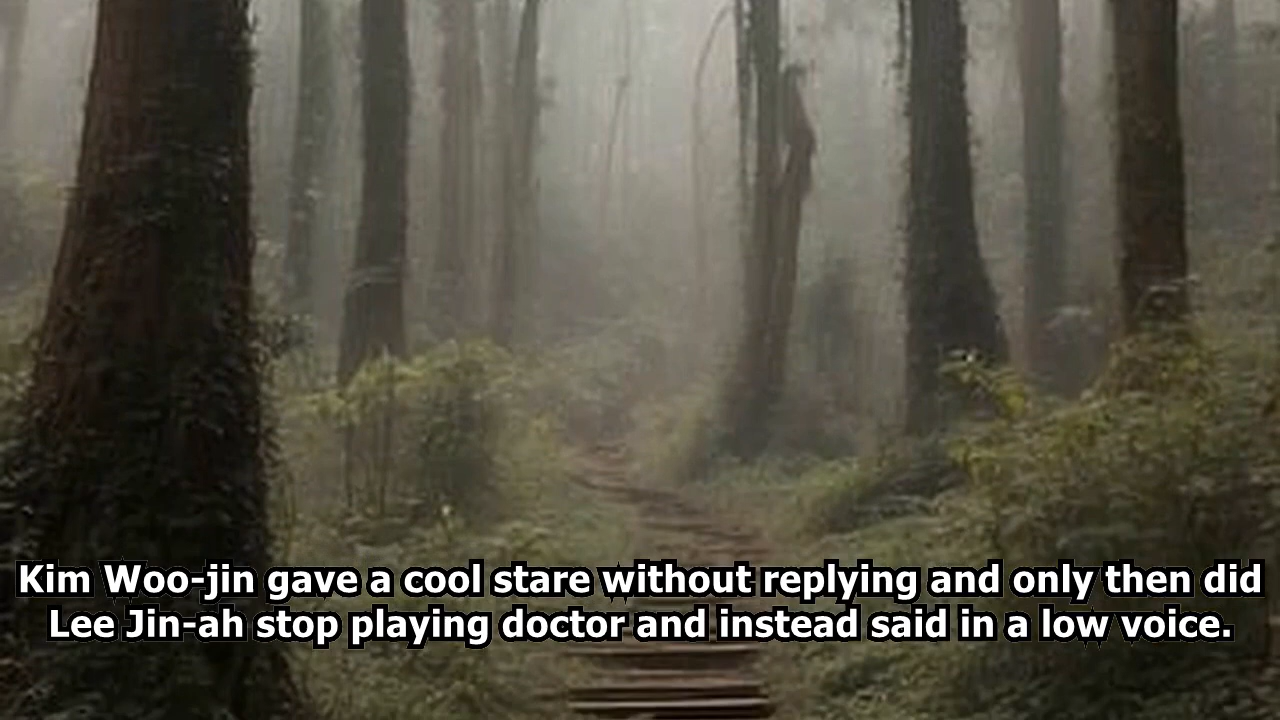 Kim Woo-jin gave a cool stare without replying and only then did
Lee Jin-ah stop playing doctor and instead said in a low voice.